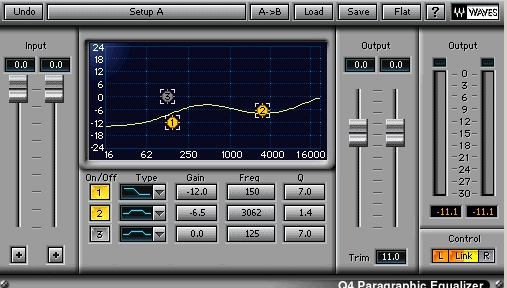 Undo Setup A A->B Load Save Flat ? WAVES
Input Output Output
0.0 0.0 0.0 0.0
24
18
12
6
0
-6
-12
-18
-24
16 62 250 1000 4000 16000
3
1
2
0
3
6
9
12
15
18
21
24
27
30
On/Off Type Gain Freq Q
1 -12.0 150 7.0
2 -6.5 3062 1.4
3 0.0 125 7.0
-11.1 -11.1
Control
L Link R
Trim 11.0
Q4 Paragraphic Equalizer